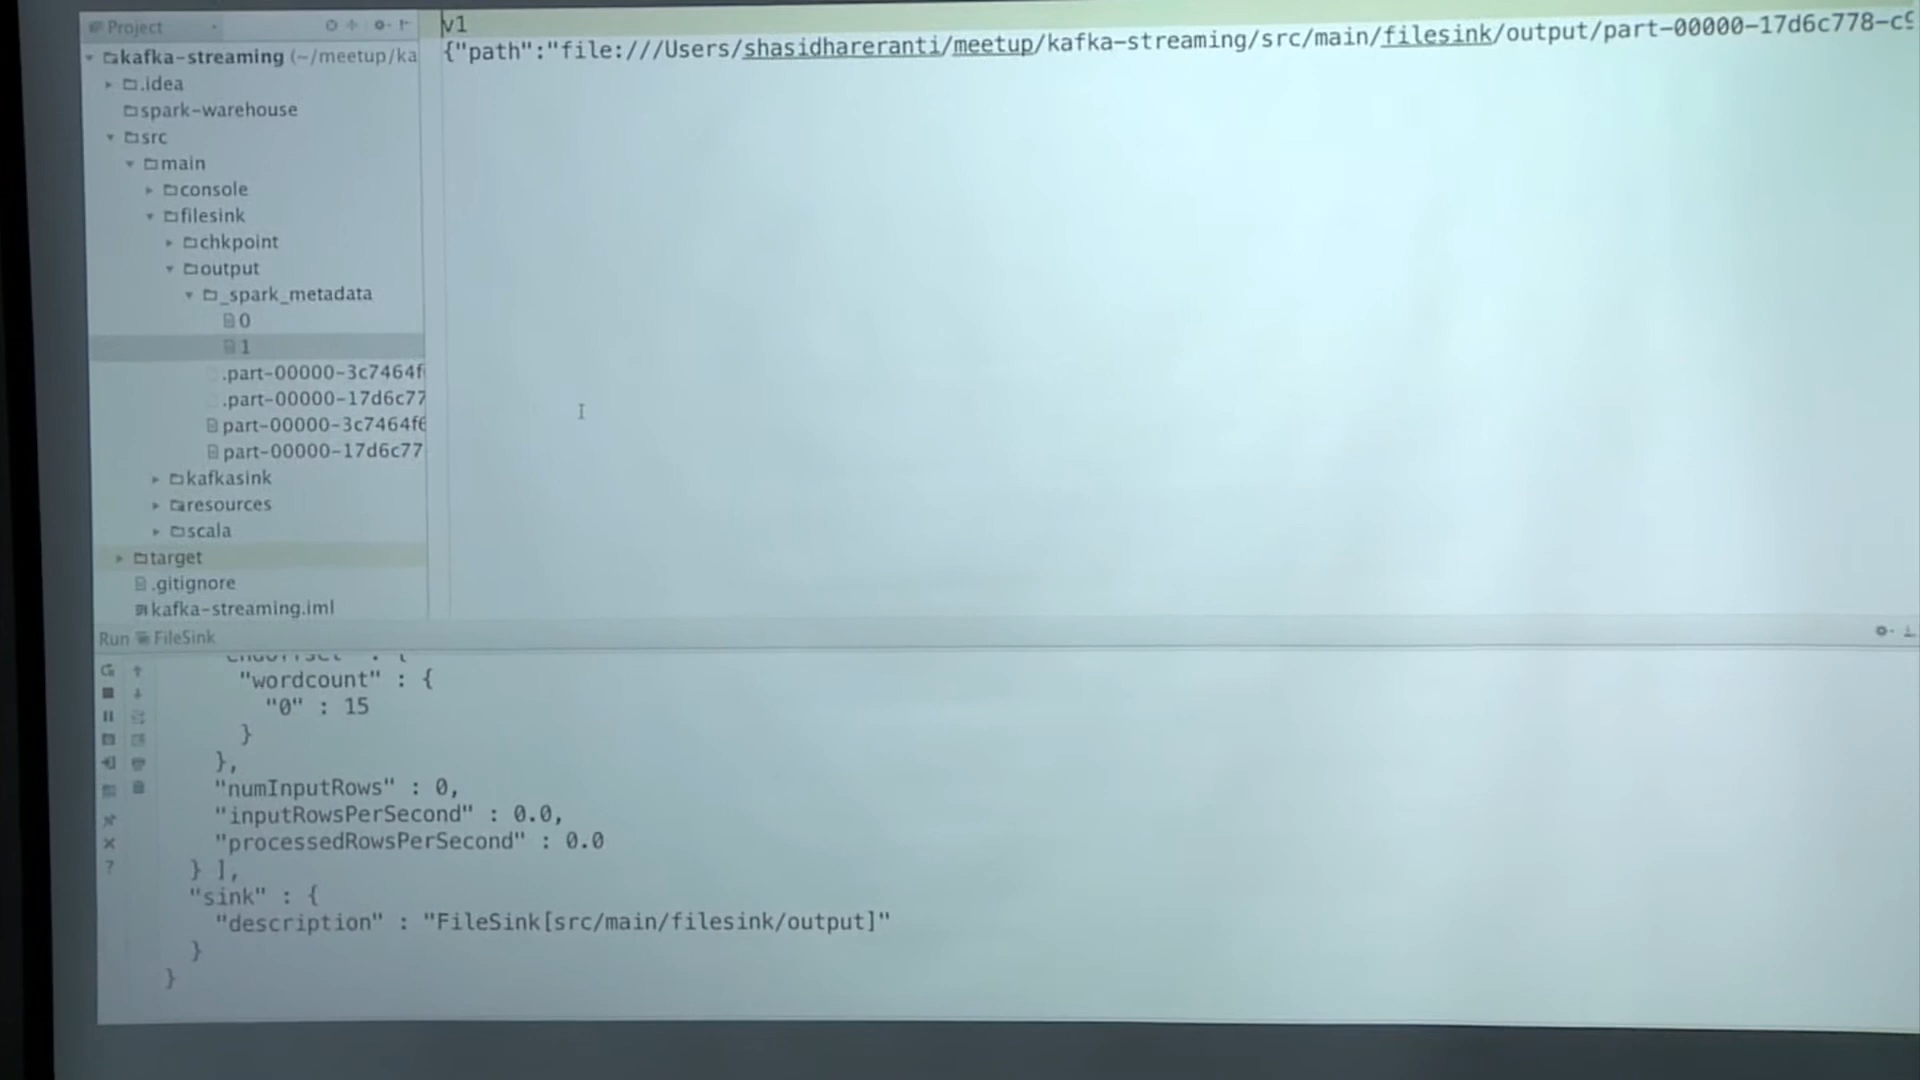 Project
kafka-streaming (~/meetup/ka
.idea
spark-warehouse
src
main
console
filesink
chkpoint
output
_spark_metadata
0
1
.part-00000-3c7464f
.part-00000-17d6c77
part-00000-3c7464f6
part-00000-17d6c77
kafkasink
resources
scala
target
.gitignore
kafka-streaming.iml
v1
{"path":"file:///Users/shasidhareranti/meetup/kafka-streaming/src/main/filesink/output/part-00000-17d6c778-c9
Run FileSink
"wordcount" : {
"0" : 15
}
},
"numInputRows" : 0,
"inputRowsPerSecond" : 0.0,
"processedRowsPerSecond" : 0.0
} ],
"sink" : {
"description" : "FileSink[src/main/filesink/output]"
}
}